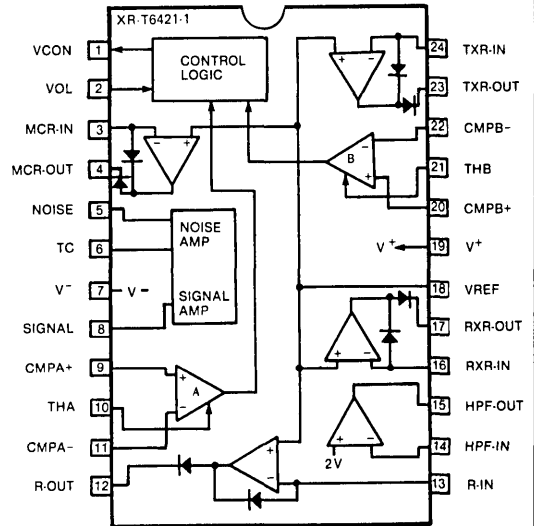 XR-T6421-1
VCON 1
VOL 2
MCR-IN 3
MCR-OUT 4
NOISE 5
TC 6
V⁻ 7
SIGNAL 8
CMPA+ 9
THA 10
CMPA- 11
R-OUT 12
CONTROL
LOGIC
- +
NOISE
AMP
V-
SIGNAL
AMP
+
A
-
+
-
+ -
-
B
+
V⁺
+ -
2V
-
24 TXR-IN
23 TXR-OUT
22 CMPB-
21 THB
20 CMPB+
19 V⁺
18 VREF
17 RXR-OUT
16 RXR-IN
15 HPF-OUT
14 HPF-IN
13 R-IN